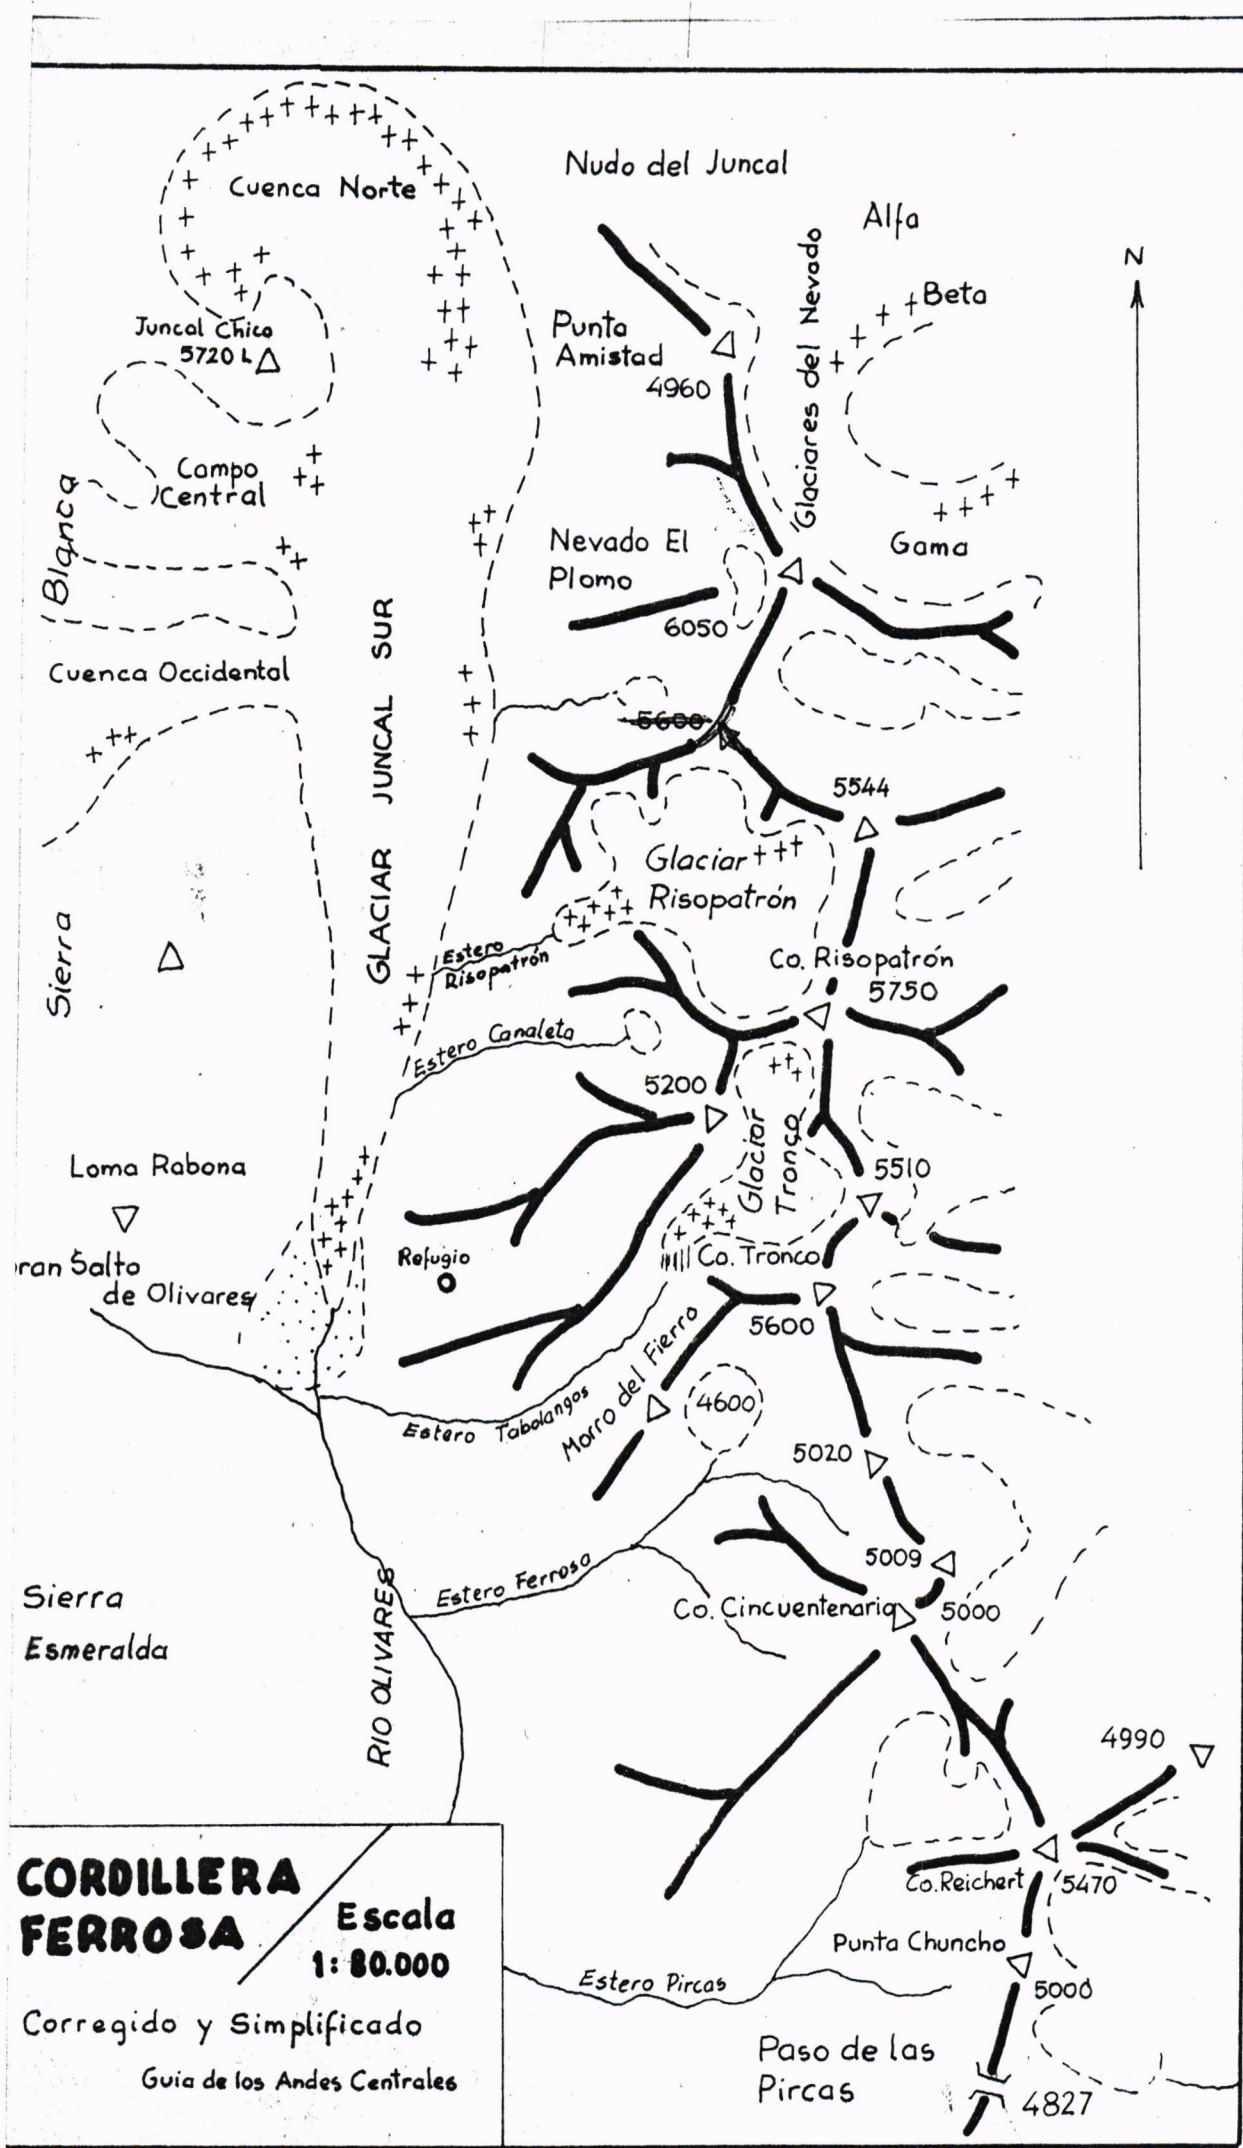 Nudo del Juncal
Cuenca Norte
Alfa
N
Glaciares del Nevado
Beta
Juncal Chico
5720 L
Punta
Amistad
4960
Campo
Central
Blanca
Nevado El
Plomo
6050
Gama
Cuenca Occidental
GLACIAR JUNCAL SUR
5600
5544
Glaciar
Risopatrón
Sierra
Estero
Risopatrón
Co. Risopatrón
5750
Estero Canaleta
5200
Glaciar
Tronco
Loma Rabona
5510
ran Salto
de Olivares
Refugio
Co. Tronco
5600
Morro del Fierro
4600
Estero Tabolangos
5020
5009
Estero Ferrosa
Sierra
Esmeralda
Co. Cincuentenario
5000
RIO OLIVARES
4990
CORDILLERA
FERROSA
Escala
1: 80.000
Corregido y Simplificado
Guia de los Andes Centrales
Co. Reichert
5470
Punta Chuncho
5000
Estero Pircas
Paso de las
Pircas
4827